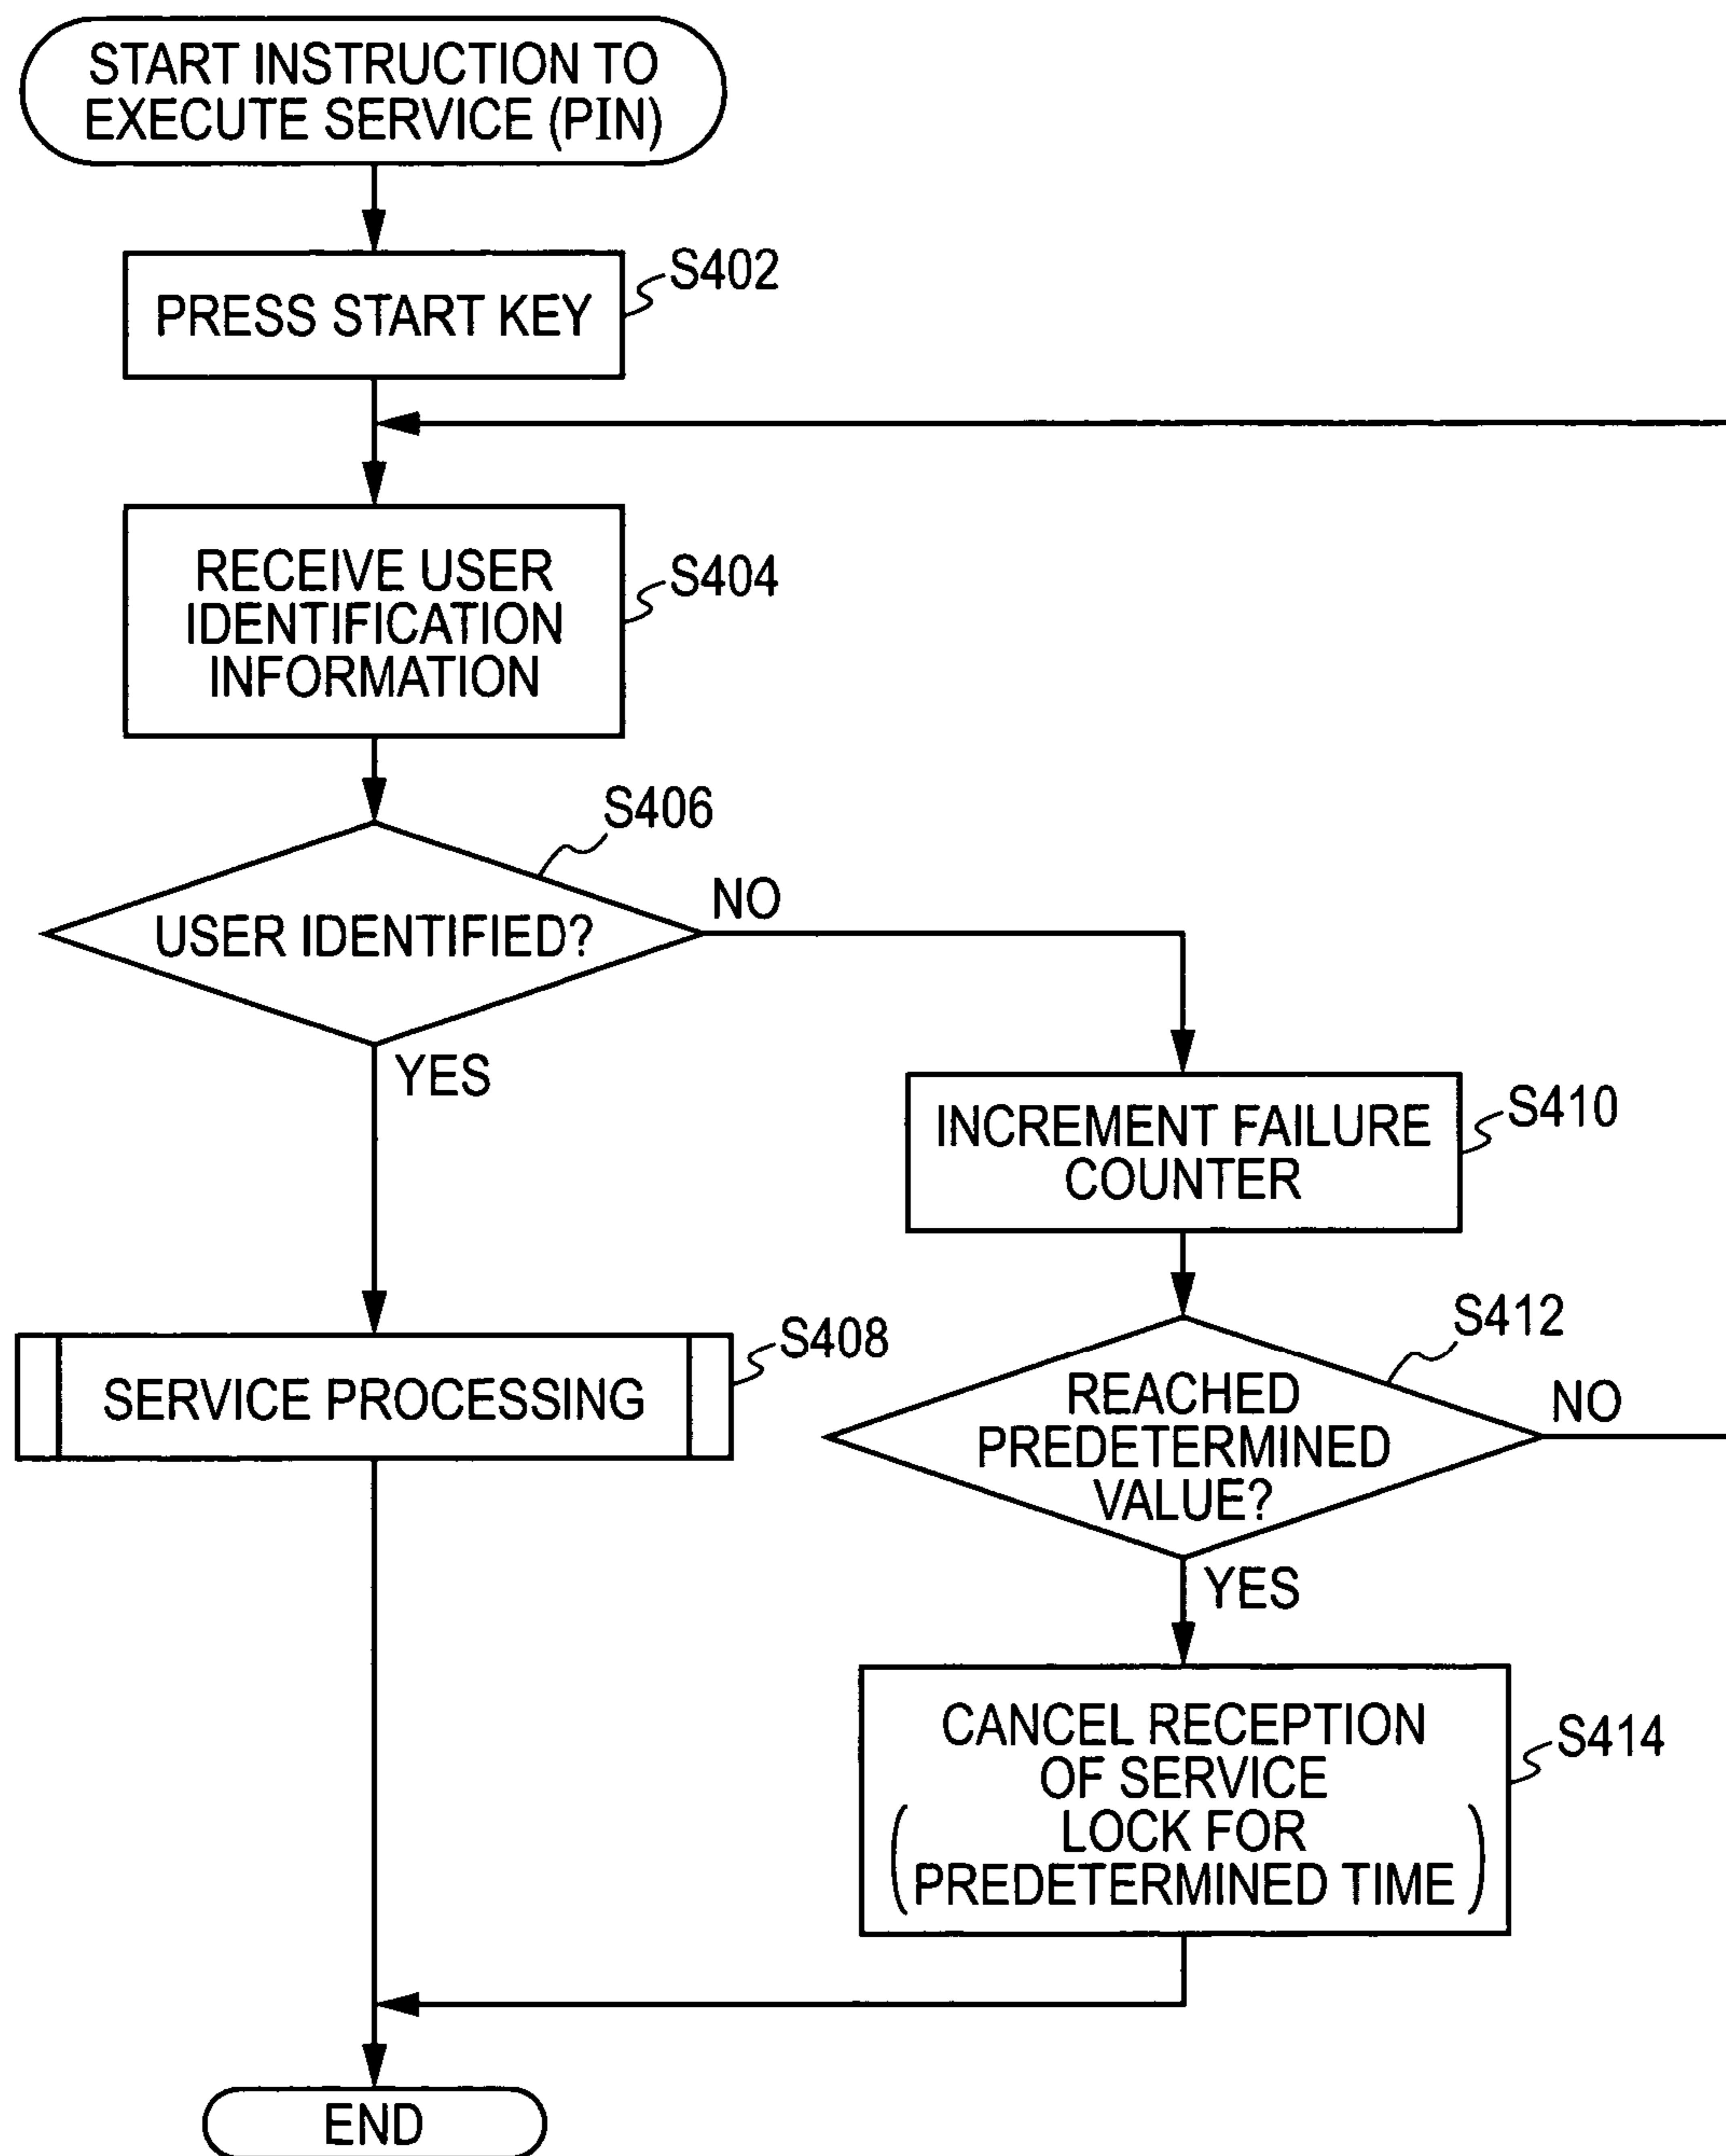 START INSTRUCTION TO
EXECUTE SERVICE (PIN)
S402
PRESS START KEY
RECEIVE USER
IDENTIFICATION
INFORMATION
S404
S406
USER IDENTIFIED?
NO
YES
INCREMENT FAILURE
COUNTER
S410
S408
SERVICE PROCESSING
S412
REACHED
PREDETERMINED
VALUE?
NO
YES
CANCEL RECEPTION
OF SERVICE
(LOCK FOR
PREDETERMINED TIME)
S414
END